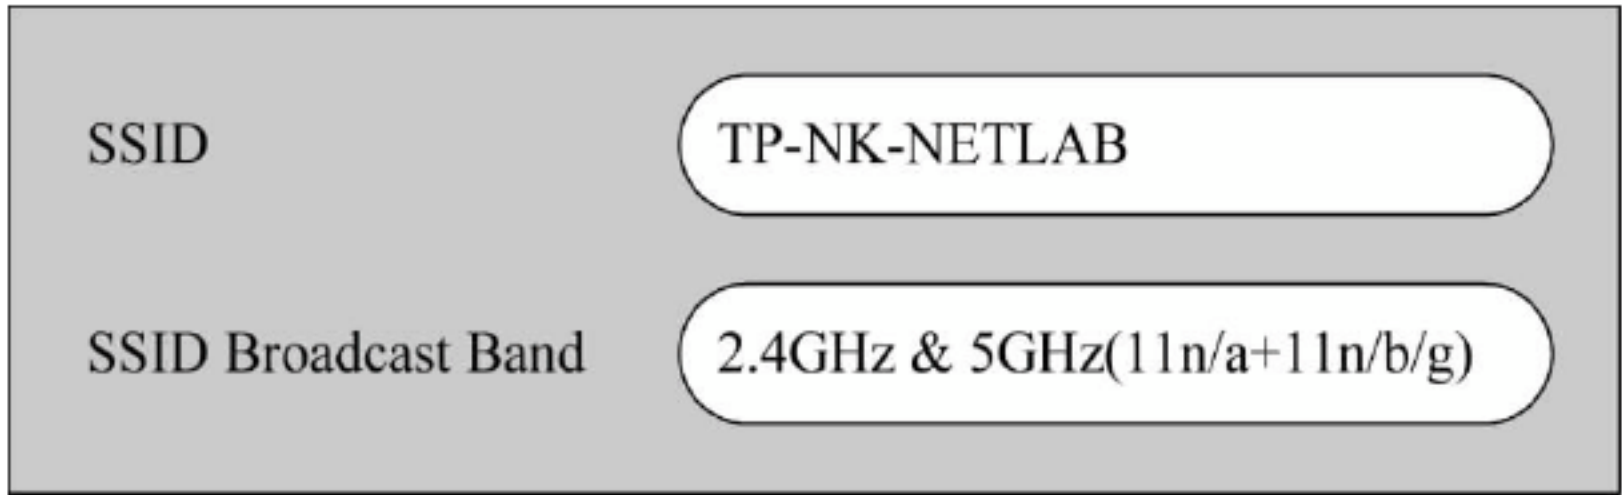 SSID TP-NK-NETLAB
SSID Broadcast Band 2.4GHz & 5GHz(11n/a+11n/b/g)